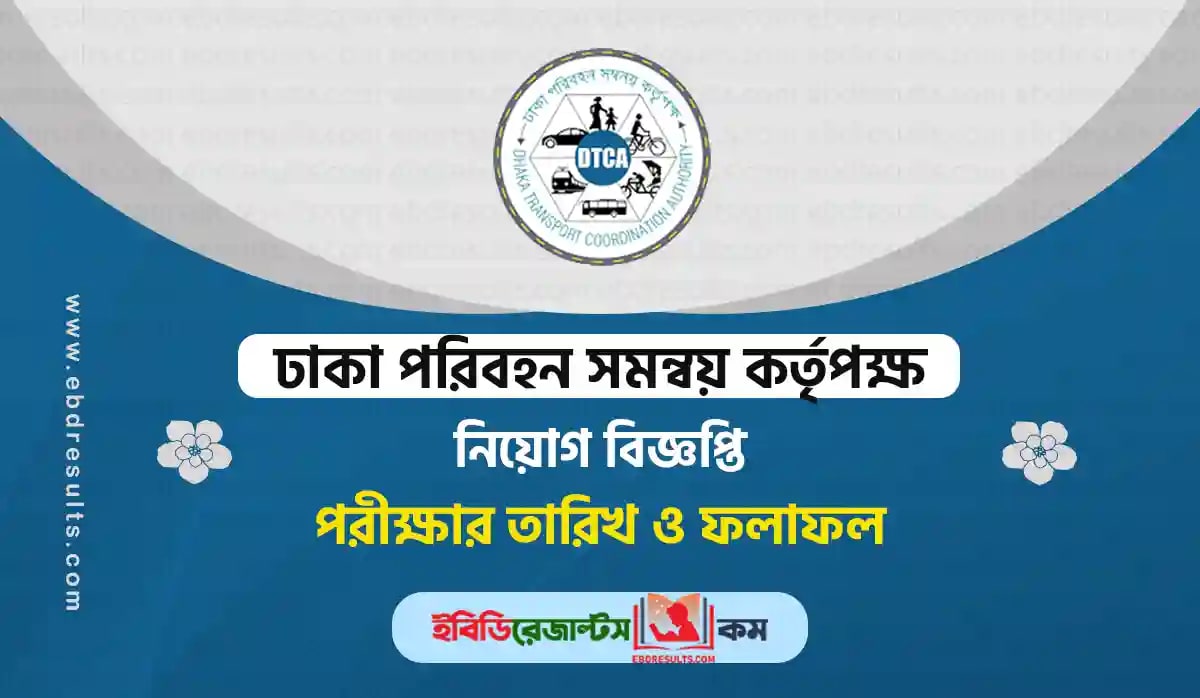 ঢাকা পরিবহন সমন্বয় কর্তৃপক্ষ
DTCA
DHAKA TRANSPORT COORDINATION AUTHORITY
ঢাকা পরিবহন সমন্বয় কর্তৃপক্ষ
নিয়োগ বিজ্ঞপ্তি
পরীক্ষার তারিখ ও ফলাফল
www.ebdresults.com
ইবিডিরেজাল্টস কম
EBDRESULTS.COM